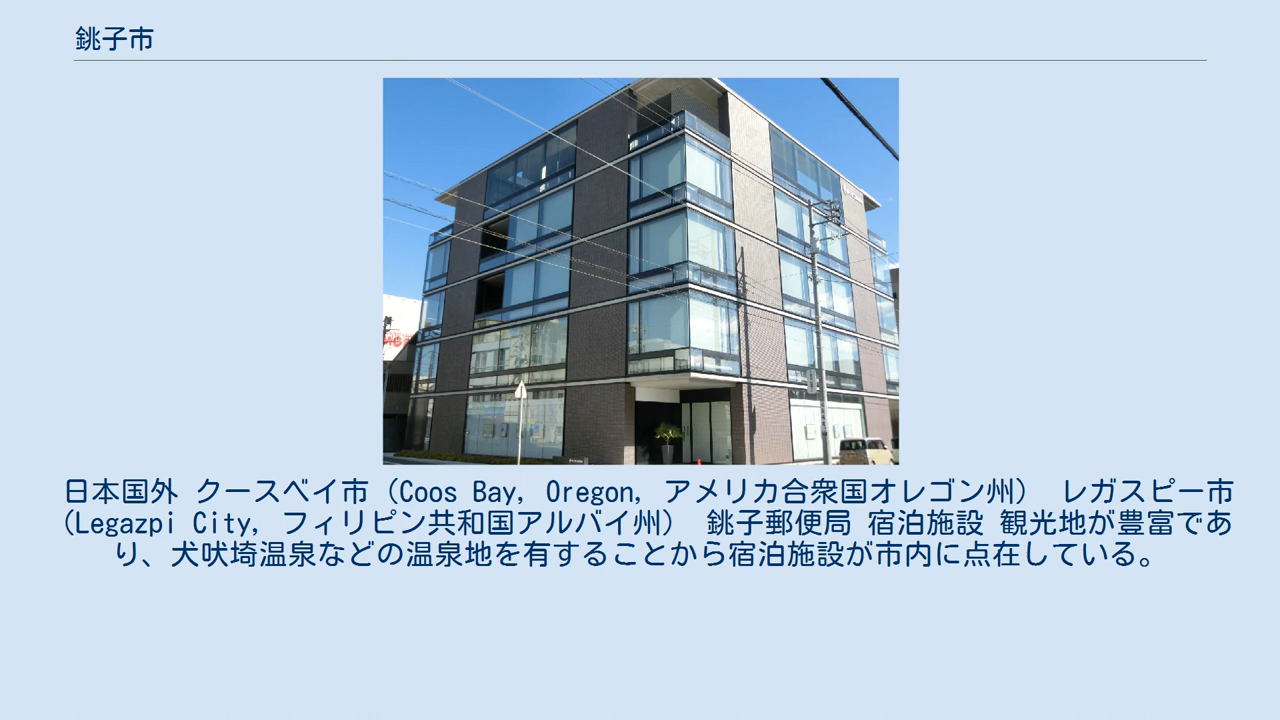 銚子市
日本国外 クースベイ市（Coos Bay, Oregon, アメリカ合衆国オレゴン州） レガスピー市
（Legazpi City, フィリピン共和国アルバイ州） 銚子郵便局 宿泊施設 観光地が豊富であ
り、犬吠埼温泉などの温泉地を有することから宿泊施設が市内に点在している。